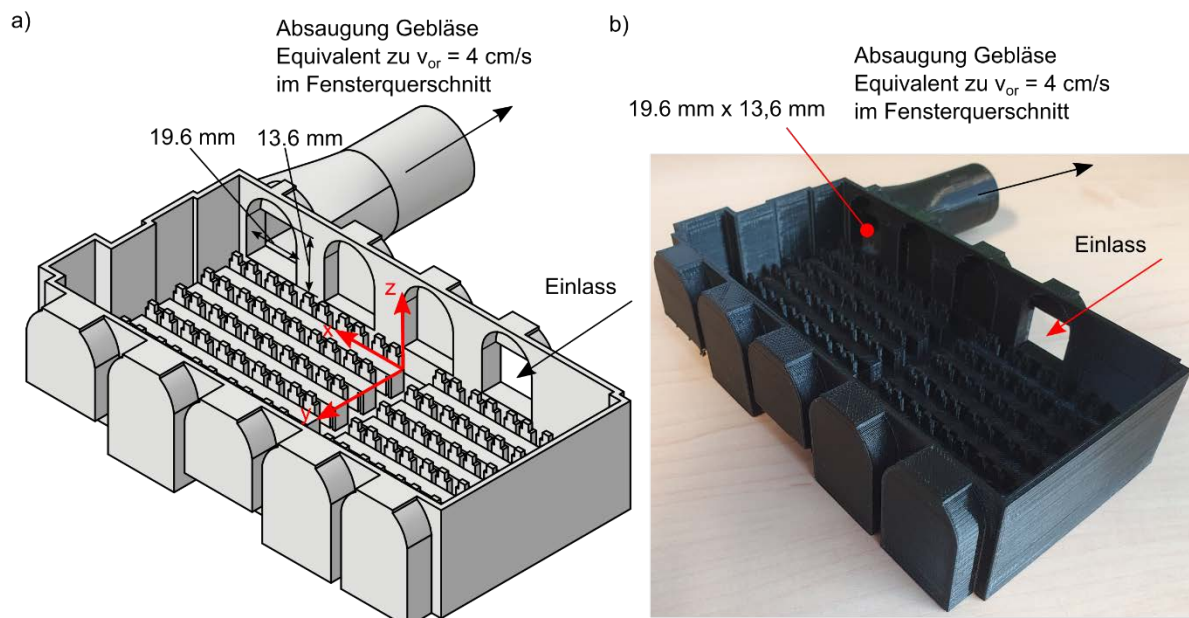 a)
Absaugung Gebläse
Equivalent zu vor = 4 cm/s
im Fensterquerschnitt
19.6 mm
13.6 mm
Einlass
z
x
y
b)
Absaugung Gebläse
Equivalent zu vor = 4 cm/s
im Fensterquerschnitt
19.6 mm x 13,6 mm
Einlass